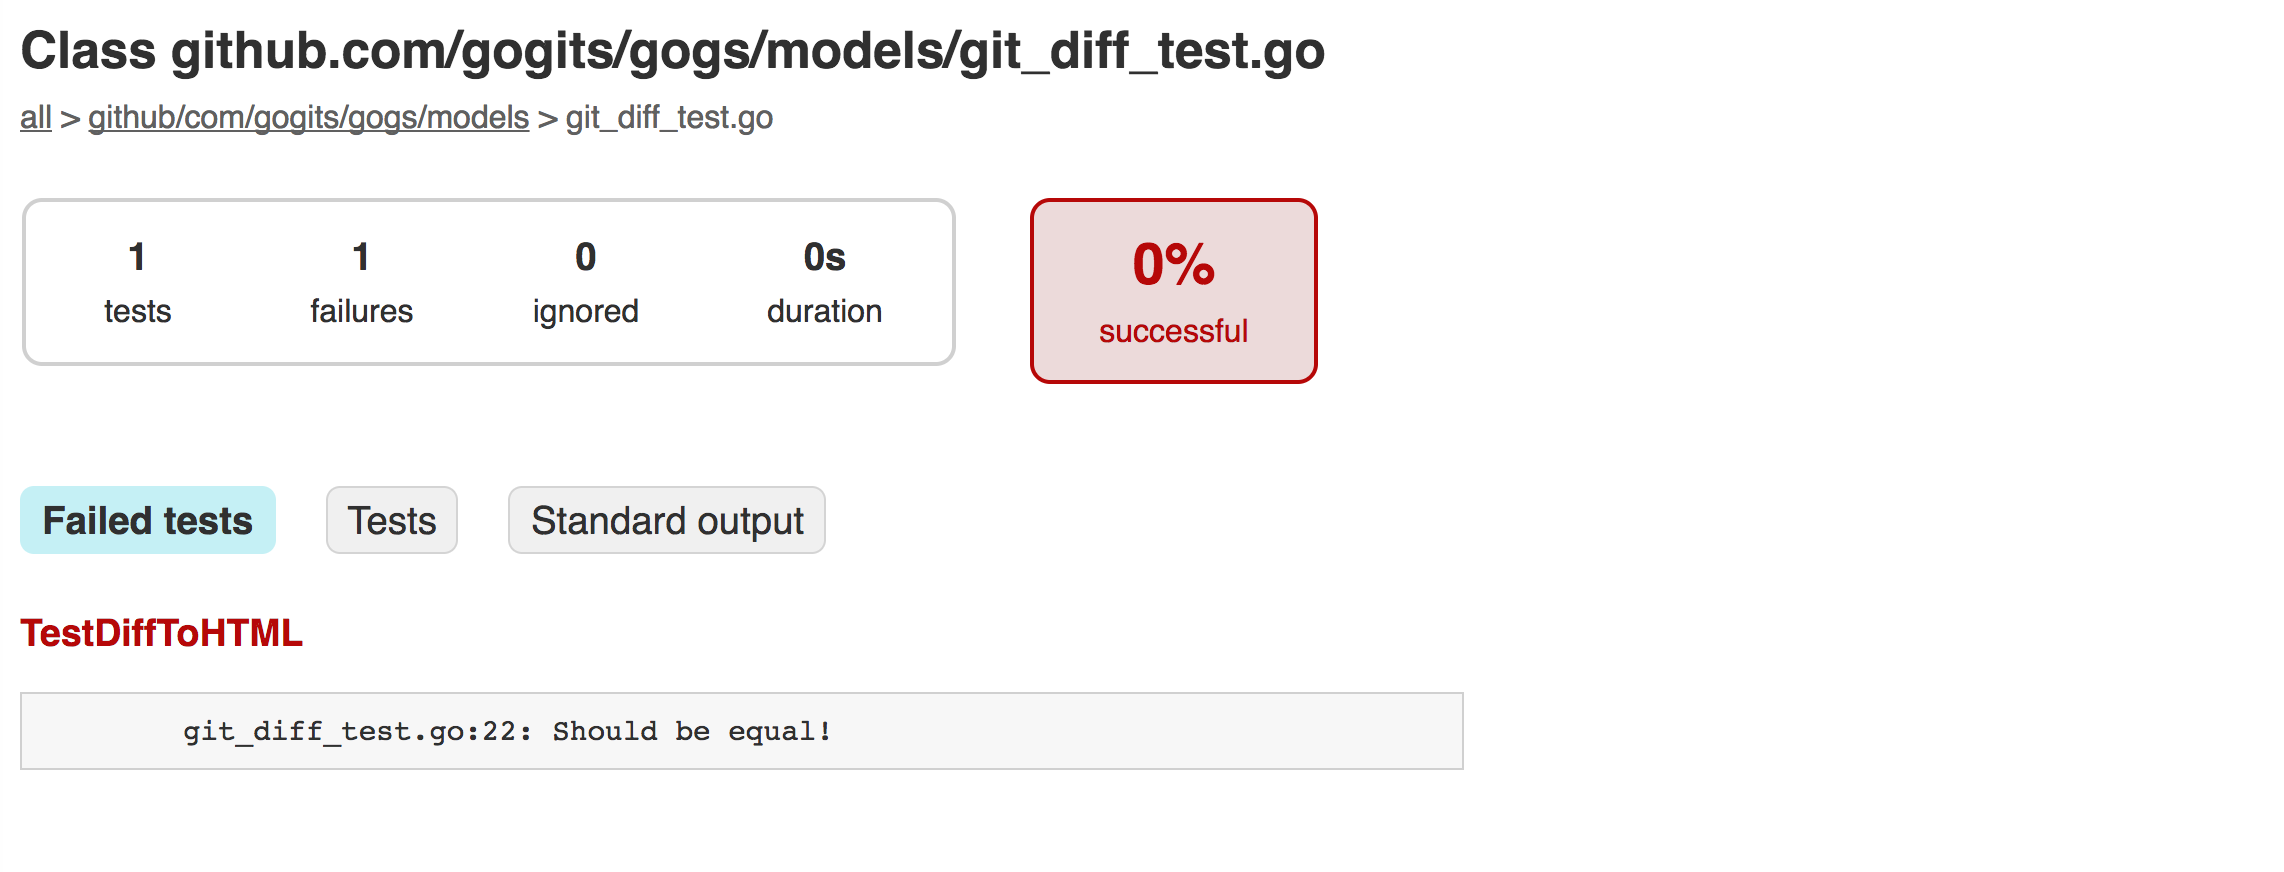 Class github.com/gogits/gogs/models/git_diff_test.go
all > github/com/gogits/gogs/models > git_diff_test.go
1 1 0 0s 0%
tests failures ignored duration successful
Failed tests Tests Standard output
TestDiffToHTML
git_diff_test.go:22: Should be equal!